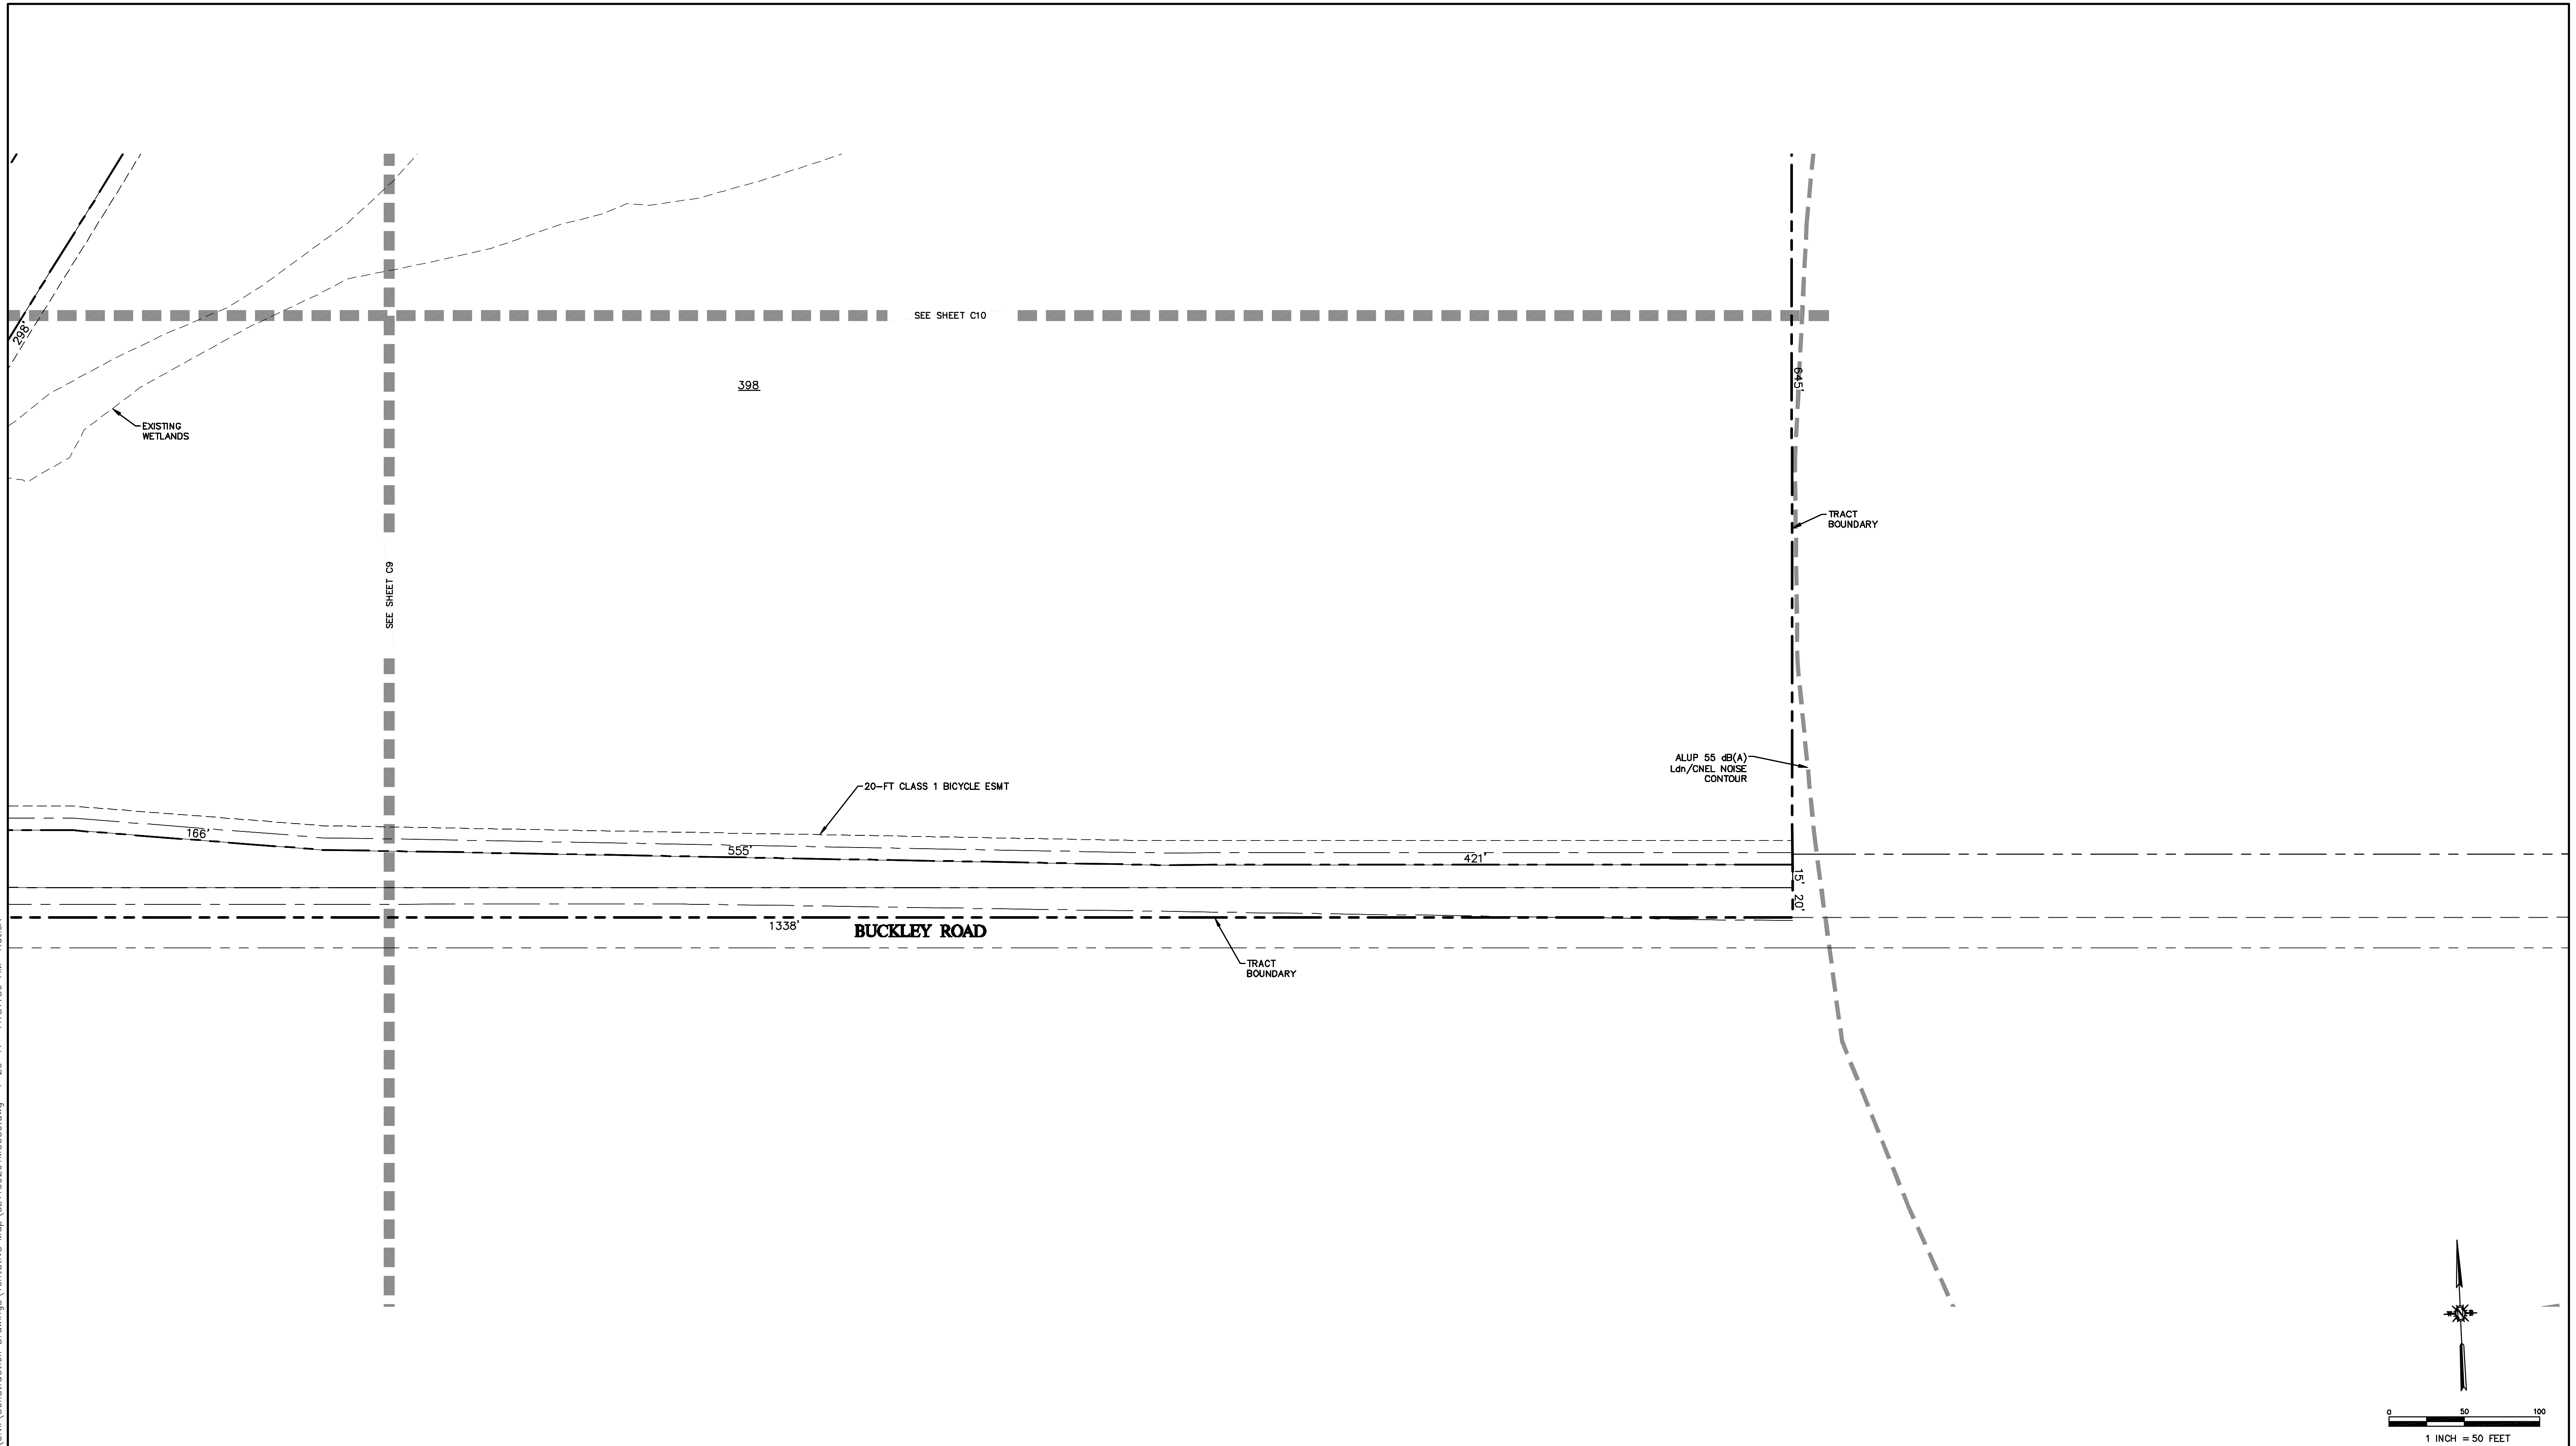 298'
SEE SHEET C10
398
645'
EXISTING
WETLANDS
TRACT
BOUNDARY
SEE SHEET C9
ALUP 55 dB(A)
Ldn/CNEL NOISE
CONTOUR
20-FT CLASS 1 BICYCLE ESMT
166'
555'
421'
15'
20'
1338'
BUCKLEY ROAD
TRACT
BOUNDARY
N
0 50 100
1 INCH = 50 FEET